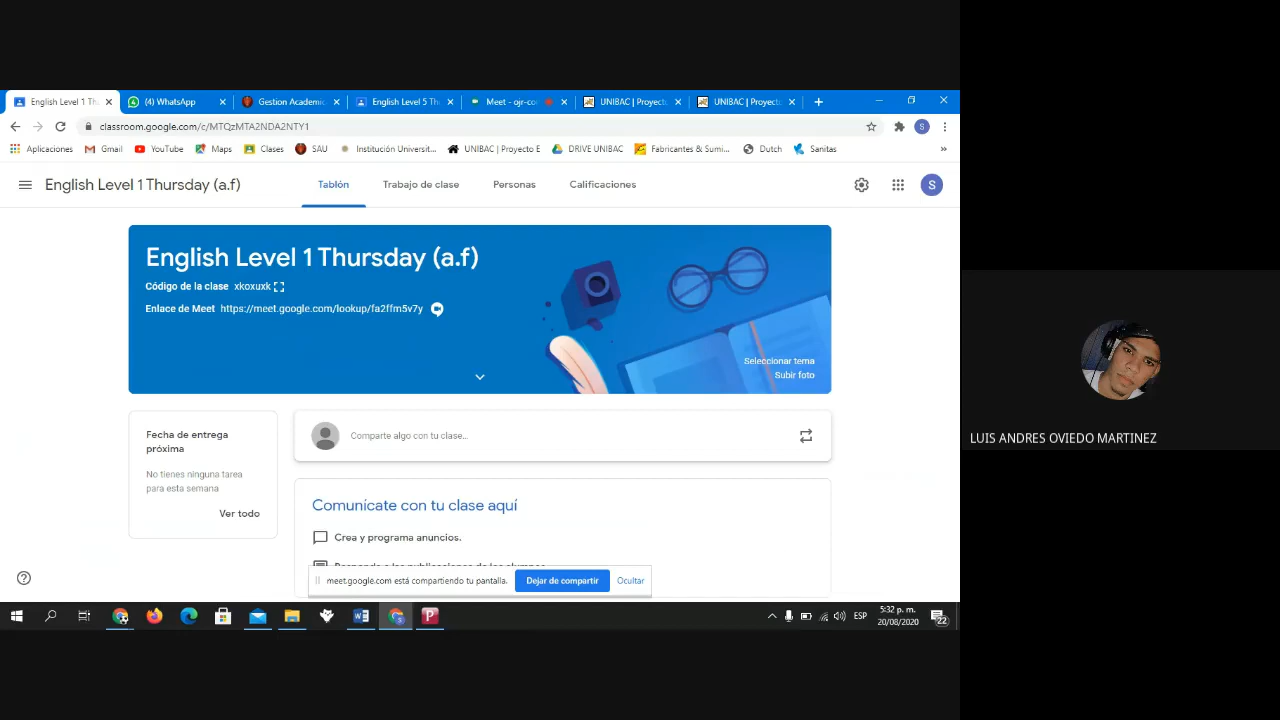 English Level 1 Th...
(4) WhatsApp
Gestion Academic
English Level 5 Th
Meet - ojr-co
UNIBAC | Proyect
UNIBAC | Proyect
classroom.google.com/c/MTQzMTA2NDA2NTY1
Aplicaciones
Gmail
YouTube
Maps
Clases
SAU
Institución Universit...
UNIBAC | Proyecto E
DRIVE UNIBAC
Fabricantes & Sumi...
Dutch
Sanitas
»
English Level 1 Thursday (a.f)
Tablón
Trabajo de clase
Personas
Calificaciones
S
English Level 1 Thursday (a.f)
Código de la clase xkoxuxk
Enlace de Meet https://meet.google.com/lookup/fa2ffm5v7y
Seleccionar tema
Subir foto
Fecha de entrega
próxima
No tienes ninguna tarea
para esta semana
Ver todo
Comparte algo con tu clase...
Comunícate con tu clase aquí
Crea y programa anuncios.
meet.google.com está compartiendo tu pantalla.
Dejar de compartir
Ocultar
ESP
5:32 p. m.
20/08/2020
22
LUIS ANDRES OVIEDO MARTINEZ